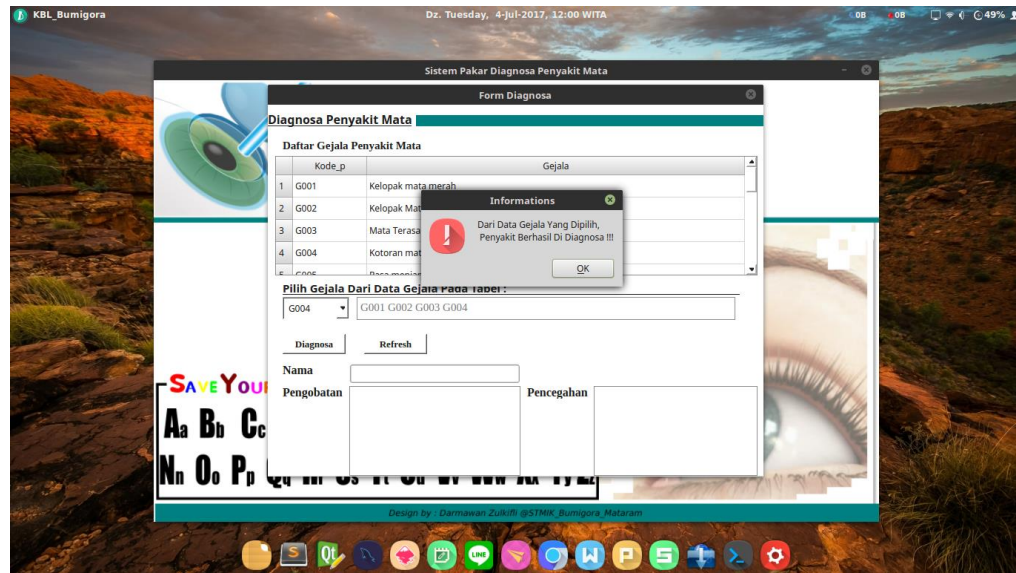 KBL_Bumigora
Dz. Tuesday, 4-Jul-2017, 12:00 WITA
0B 0B 49%
Sistem Pakar Diagnosa Penyakit Mata
Form Diagnosa
Diagnosa Penyakit Mata
Daftar Gejala Penyakit Mata
Kode_p Gejala
1 G001 Kelopak mata merah
2 G002 Kelopak Mat
3 G003 Mata Terasa
4 G004 Kotoran mat
Informations
Dari Data Gejala Yang Dipilih,
Penyakit Berhasil Di Diagnosa !!!
OK
Pilih Gejala Dari Data Gejala Pada Tabel :
G004 G001 G002 G003 G004
Diagnosa Refresh
Nama
Pengobatan Pencegahan
SAVE YOUR
Aa Bb Cc
Nn Oo Pp
Design by : Darmawan Zulkifli @STMIK_Bumigora_Mataram
S Qt LINE W P S